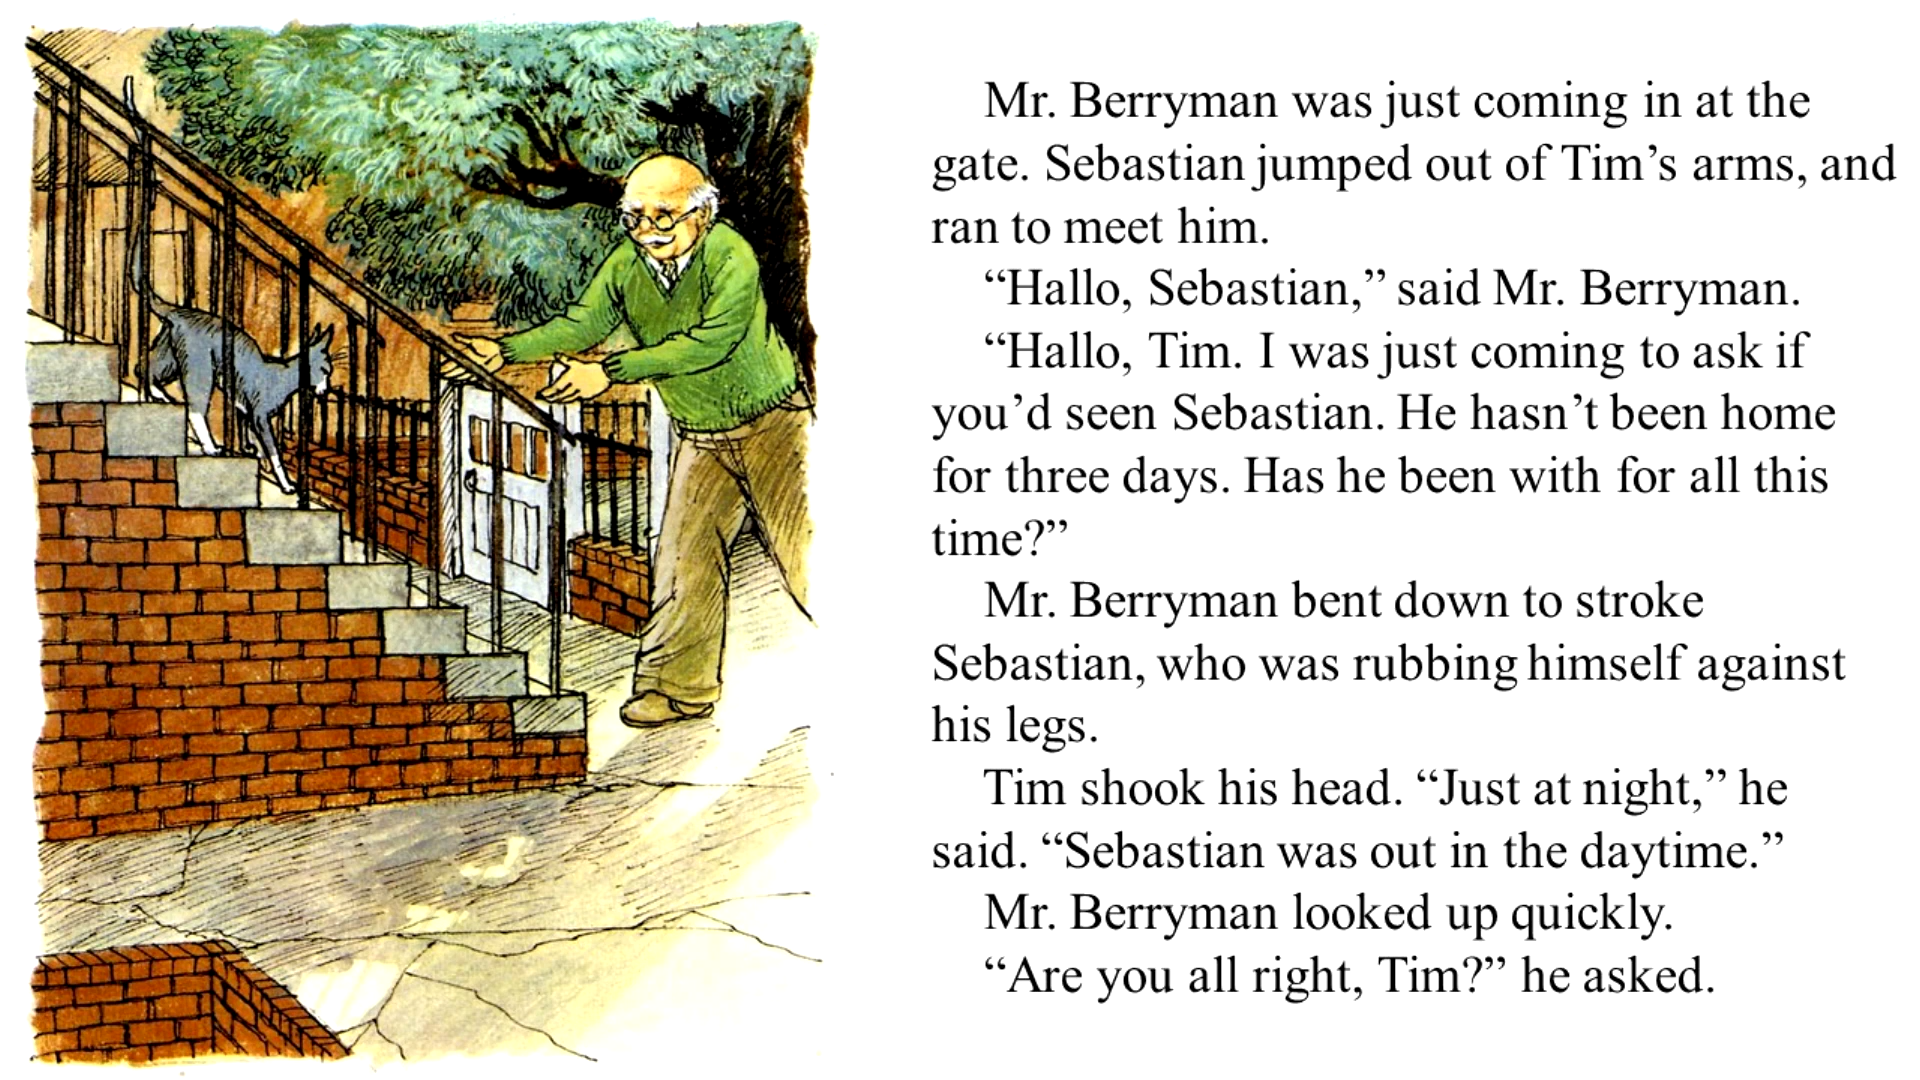 Mr. Berryman was just coming in at the
gate. Sebastian jumped out of Tim’s arms, and
ran to meet him.
“Hallo, Sebastian,” said Mr. Berryman.
“Hallo, Tim. I was just coming to ask if
you’d seen Sebastian. He hasn’t been home
for three days. Has he been with for all this
time?”
Mr. Berryman bent down to stroke
Sebastian, who was rubbing himself against
his legs.
Tim shook his head. “Just at night,” he
said. “Sebastian was out in the daytime.”
Mr. Berryman looked up quickly.
“Are you all right, Tim?” he asked.